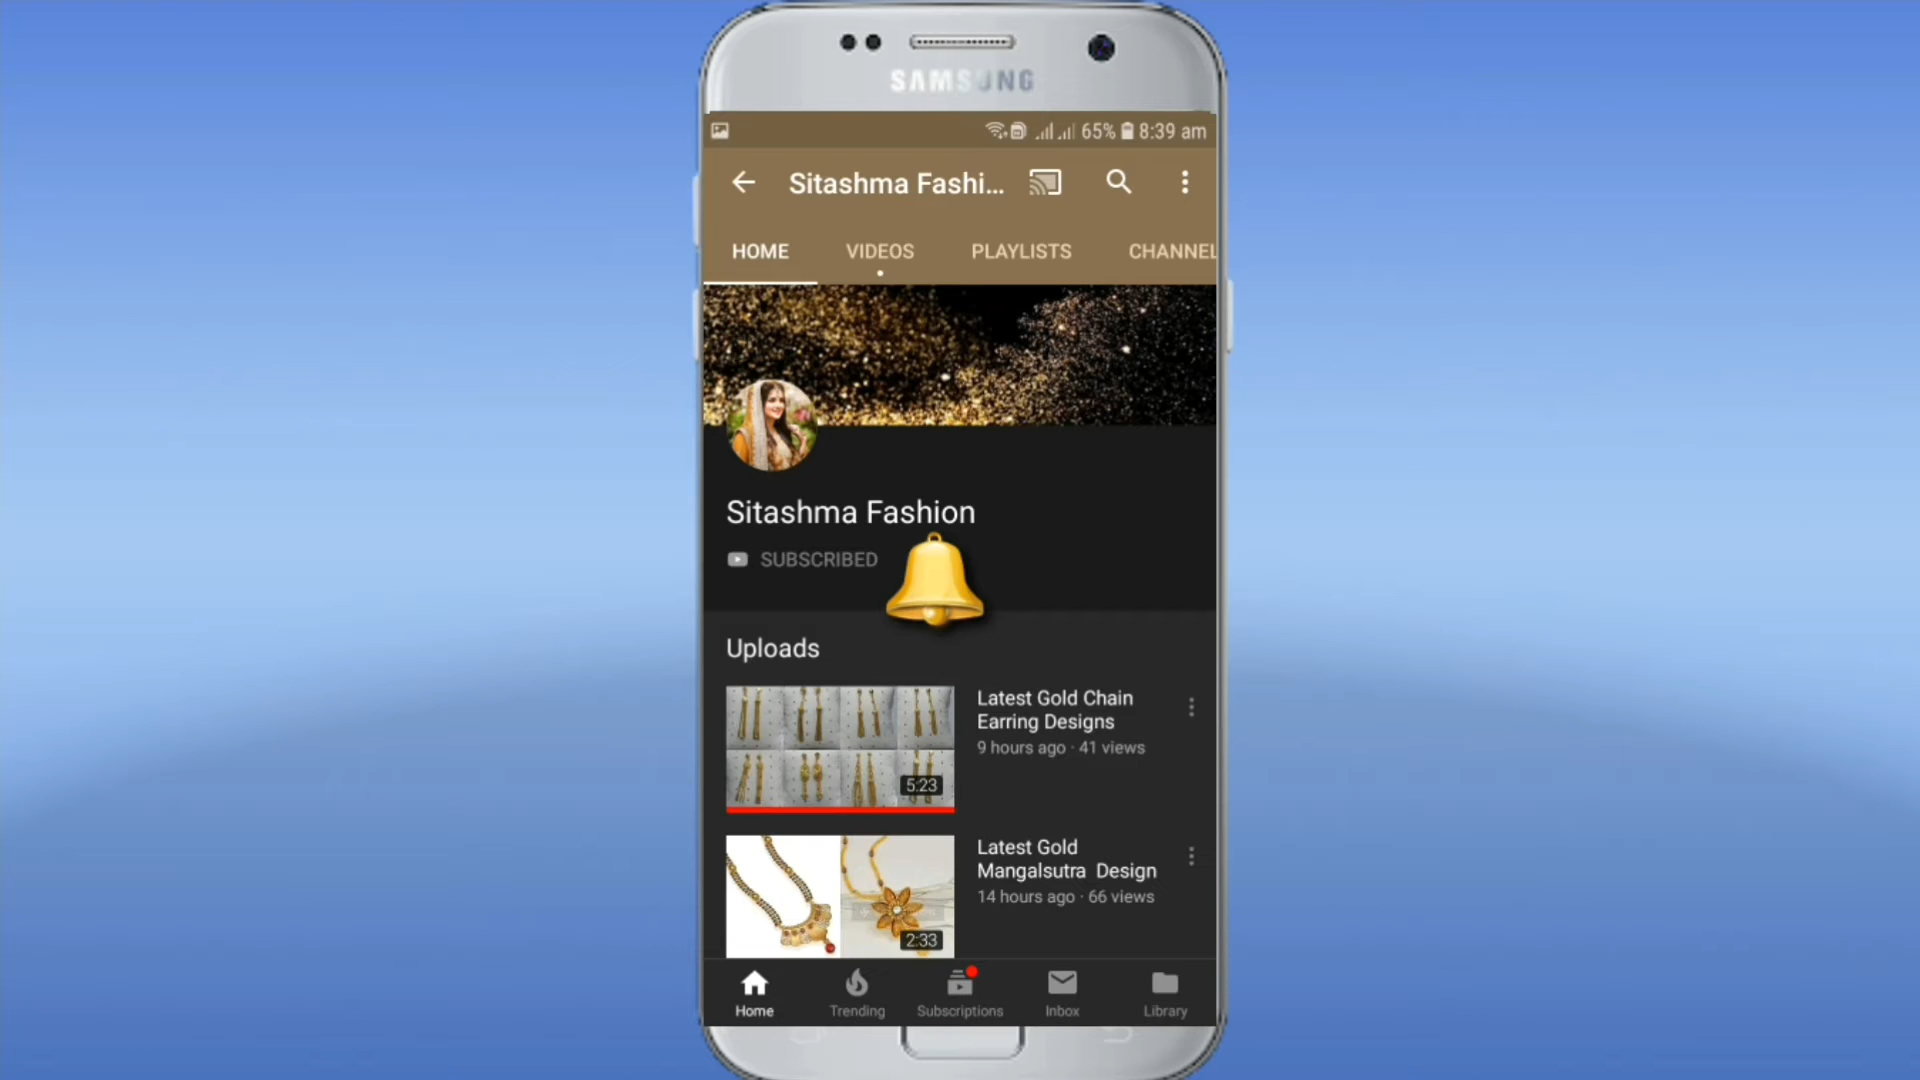 SAMSUNG
65% 8:39 am
Sitashma Fashi...
HOME VIDEOS PLAYLISTS CHANNEL
Sitashma Fashion
SUBSCRIBED
Uploads
Latest Gold Chain
Earring Designs
9 hours ago · 41 views
5:23
Latest Gold
Mangalsutra Design
14 hours ago · 66 views
2:33
Home Trending Subscriptions Inbox Library